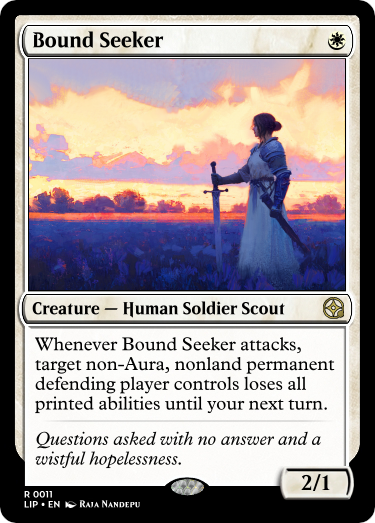 Bound Seeker
Creature — Human Soldier Scout
Whenever Bound Seeker attacks,
target non-Aura, nonland permanent
defending player controls loses all
printed abilities until your next turn.
Questions asked with no answer and a
wistful hopelessness.
2/1
R 0011
LIP • EN Raja Nandepu